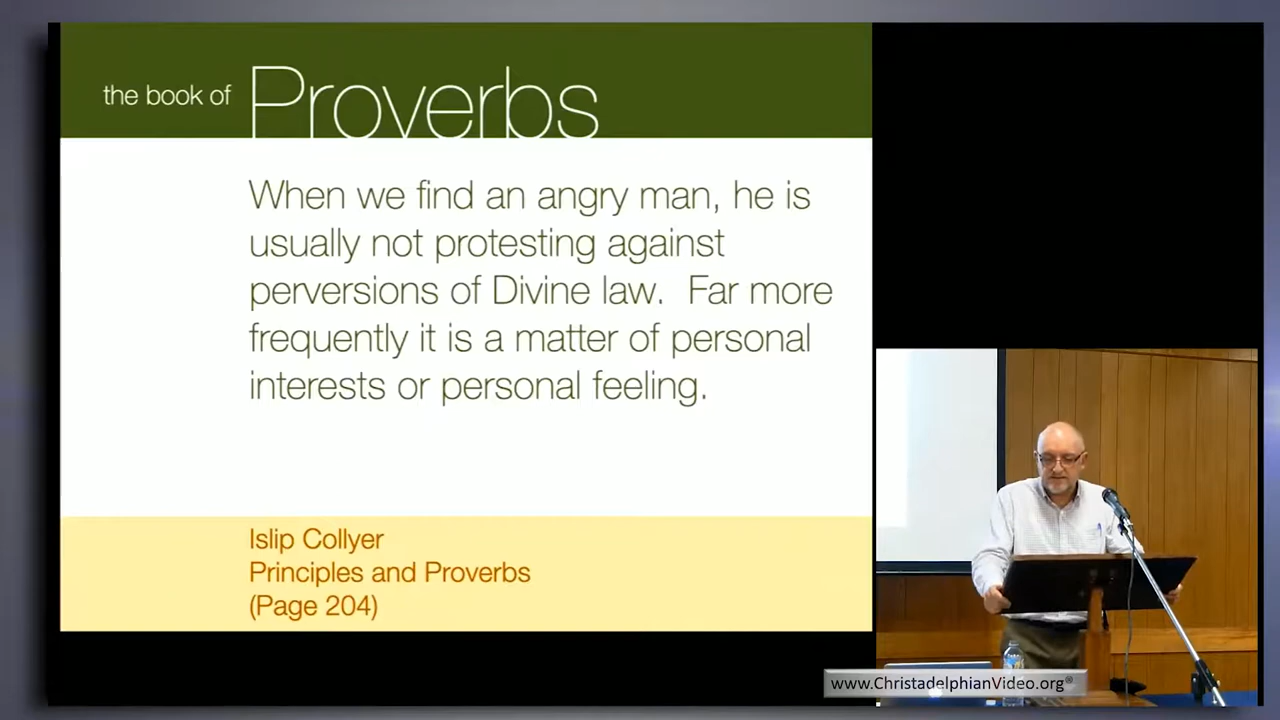 the book of Proverbs
When we find an angry man, he is
usually not protesting against
perversions of Divine law.  Far more
frequently it is a matter of personal
interests or personal feeling.
Islip Collyer
Principles and Proverbs
(Page 204)
www.ChristadelphianVideo.org®